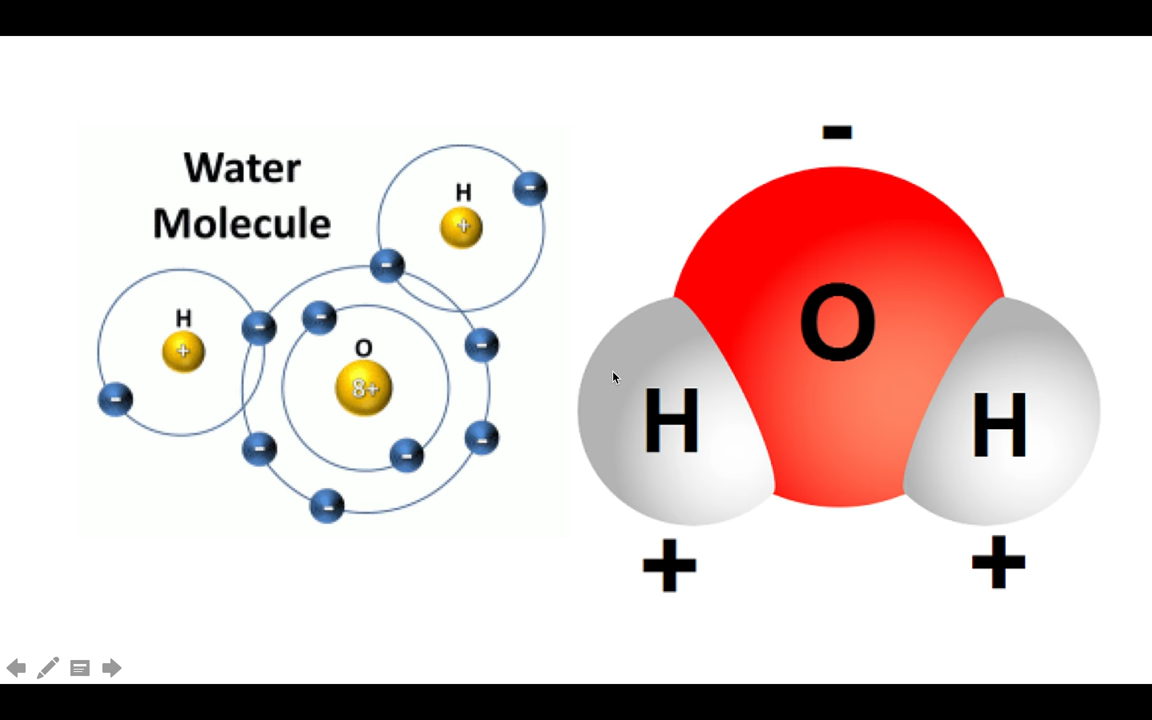 Water
Molecule
H
+
-
-
H
+
-
-
-
O
8+
-
-
-
-
-
-
O
H
H
+
+